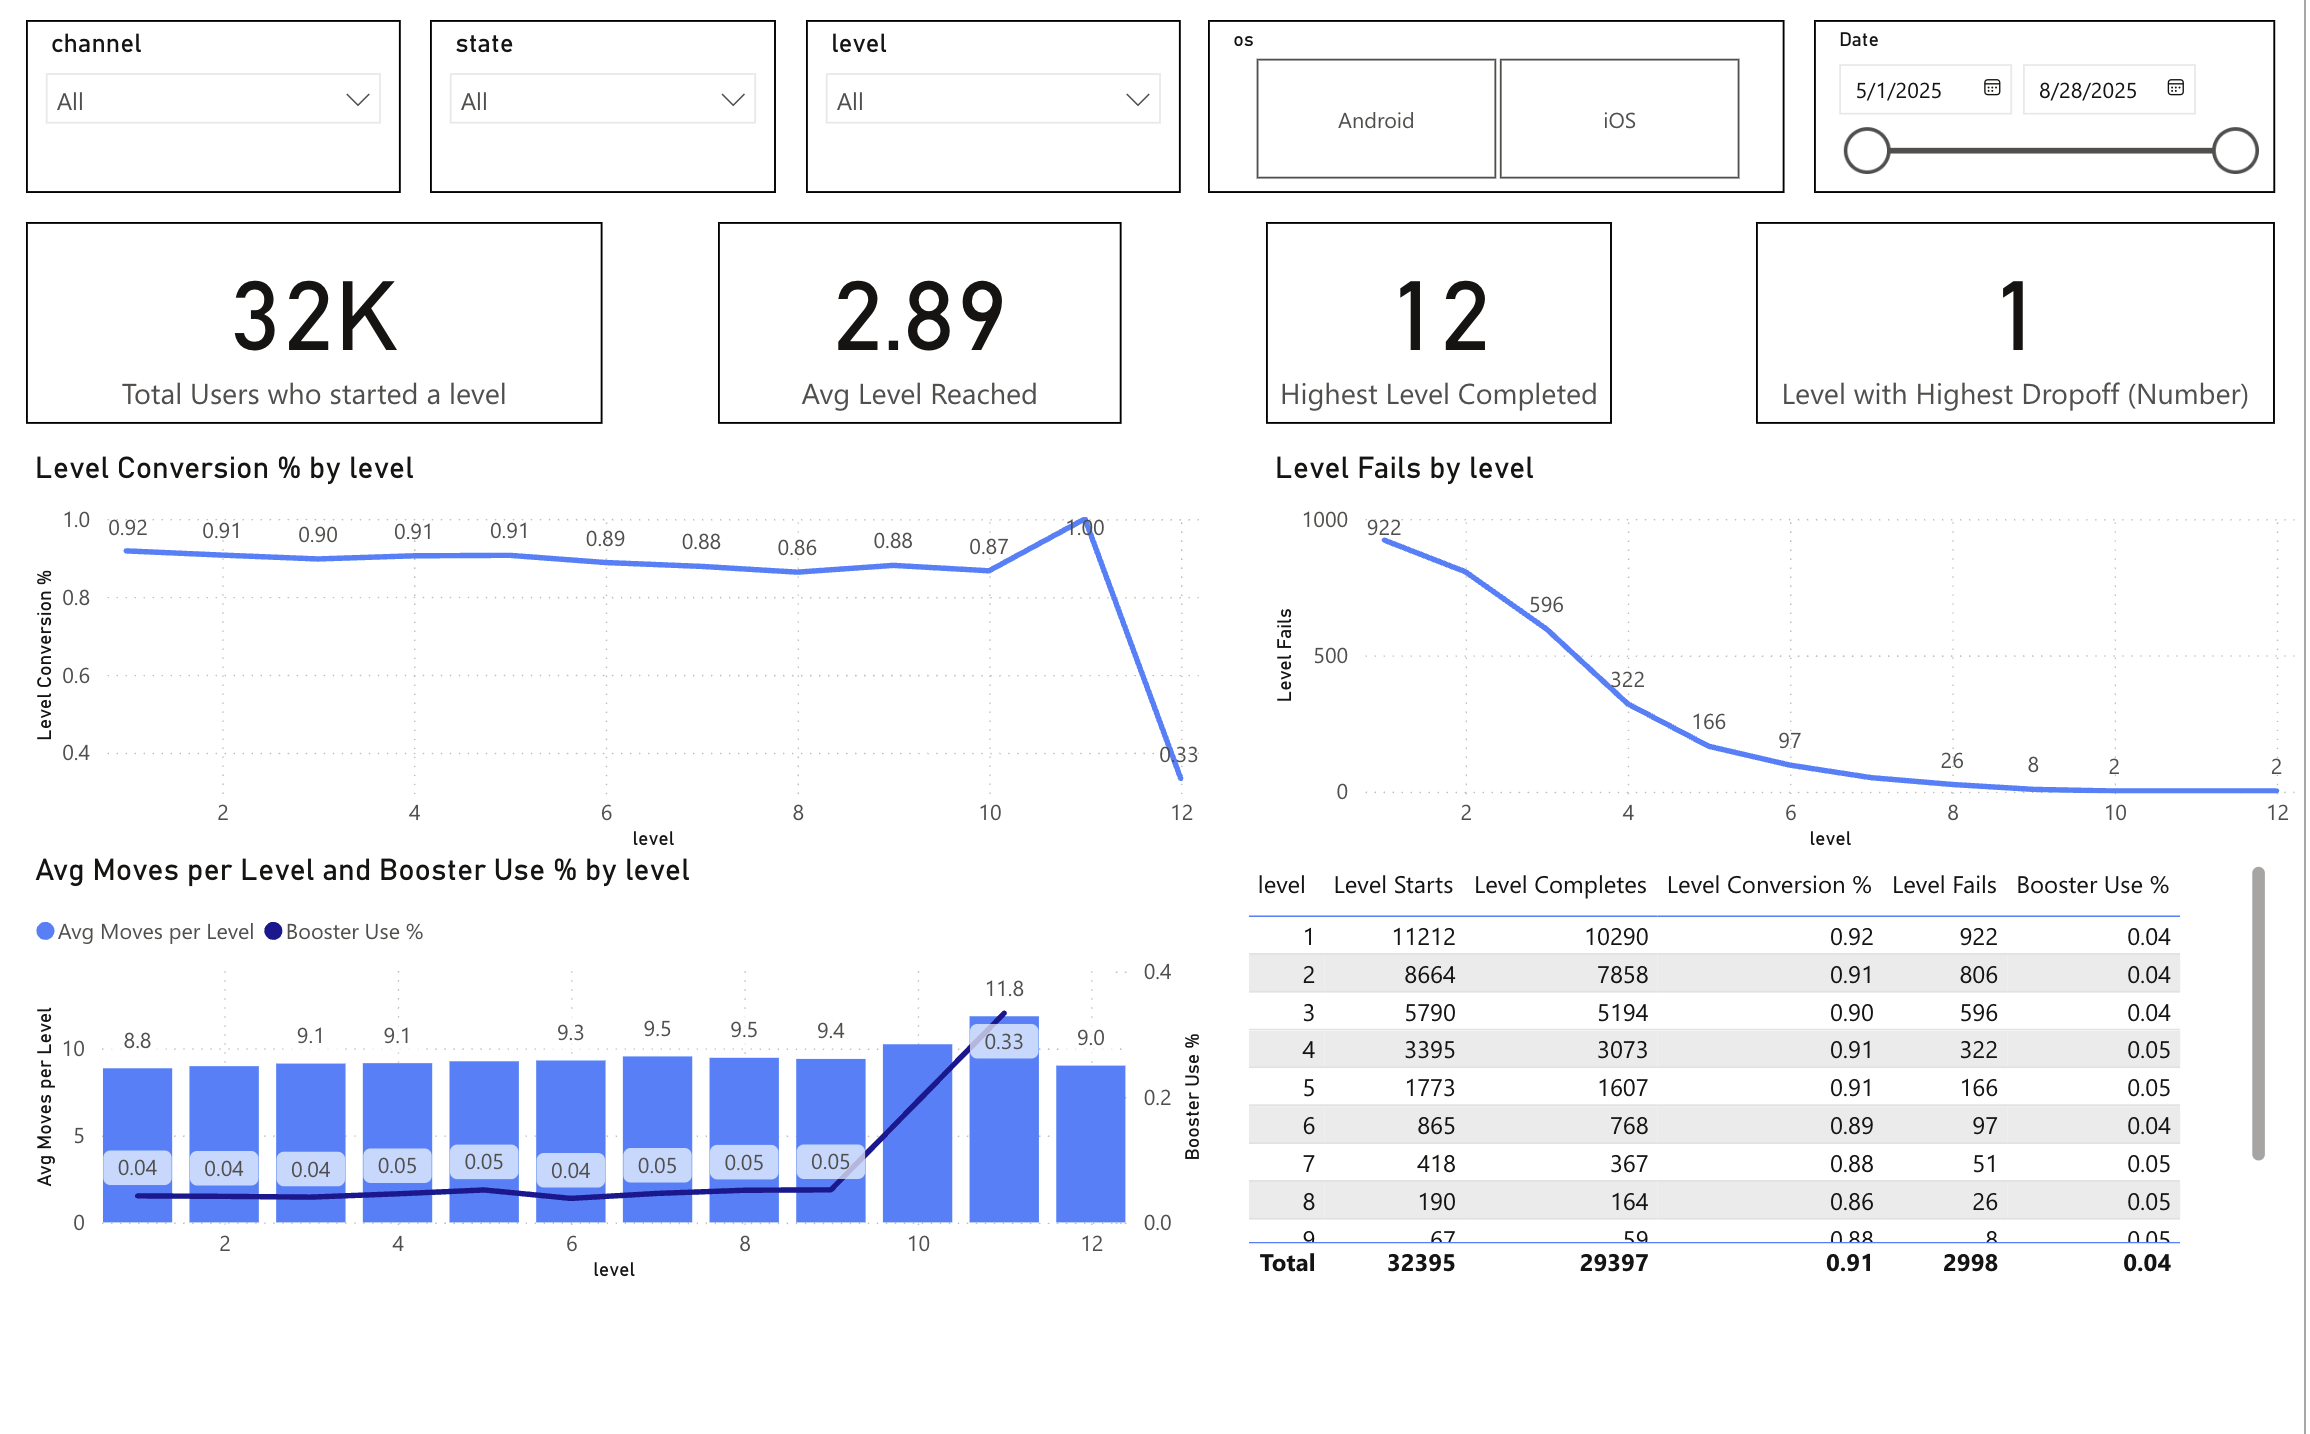 channel
All
state
All
level
All
os
Android
iOS
Date
5/1/2025
8/28/2025
32K
Total Users who started a level
2.89
Avg Level Reached
12
Highest Level Completed
1
Level with Highest Dropoff (Number)
Level Conversion % by level
Level Conversion %
1.0
0.8
0.6
0.4
0.92
0.91
0.90
0.91
0.91
0.89
0.88
0.86
0.88
0.87
1.00
0.33
2
4
6
8
10
12
level
Level Fails by level
Level Fails
1000
500
0
922
596
322
166
97
26
8
2
2
2
4
6
8
10
12
level
Avg Moves per Level and Booster Use % by level
Avg Moves per Level
Booster Use %
Avg Moves per Level
10
5
0
8.8
9.1
9.1
9.3
9.5
9.5
9.4
11.8
9.0
0.04
0.04
0.04
0.05
0.05
0.04
0.05
0.05
0.05
0.33
0.4
0.2
0.0
Booster Use %
2
4
6
8
10
12
level
level Level Starts Level Completes Level Conversion % Level Fails Booster Use %
1 11212 10290 0.92 922 0.04
2 8664 7858 0.91 806 0.04
3 5790 5194 0.90 596 0.04
4 3395 3073 0.91 322 0.05
5 1773 1607 0.91 166 0.05
6 865 768 0.89 97 0.04
7 418 367 0.88 51 0.05
8 190 164 0.86 26 0.05
9 67 59 0.88 8 0.05
Total 32395 29397 0.91 2998 0.04